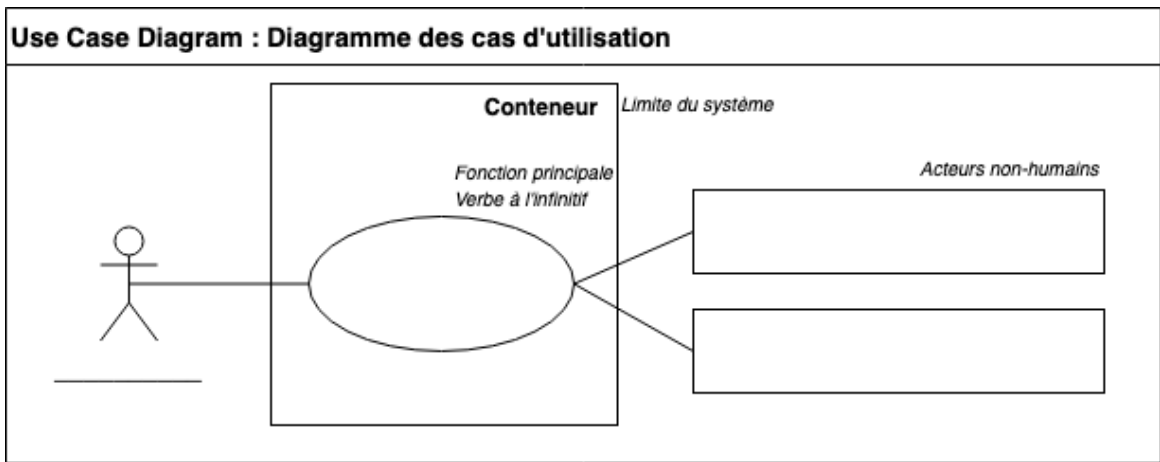 Use Case Diagram : Diagramme des cas d'utilisation
Conteneur
Limite du système
Fonction principale
Verbe à l'infinitif
Acteurs non-humains